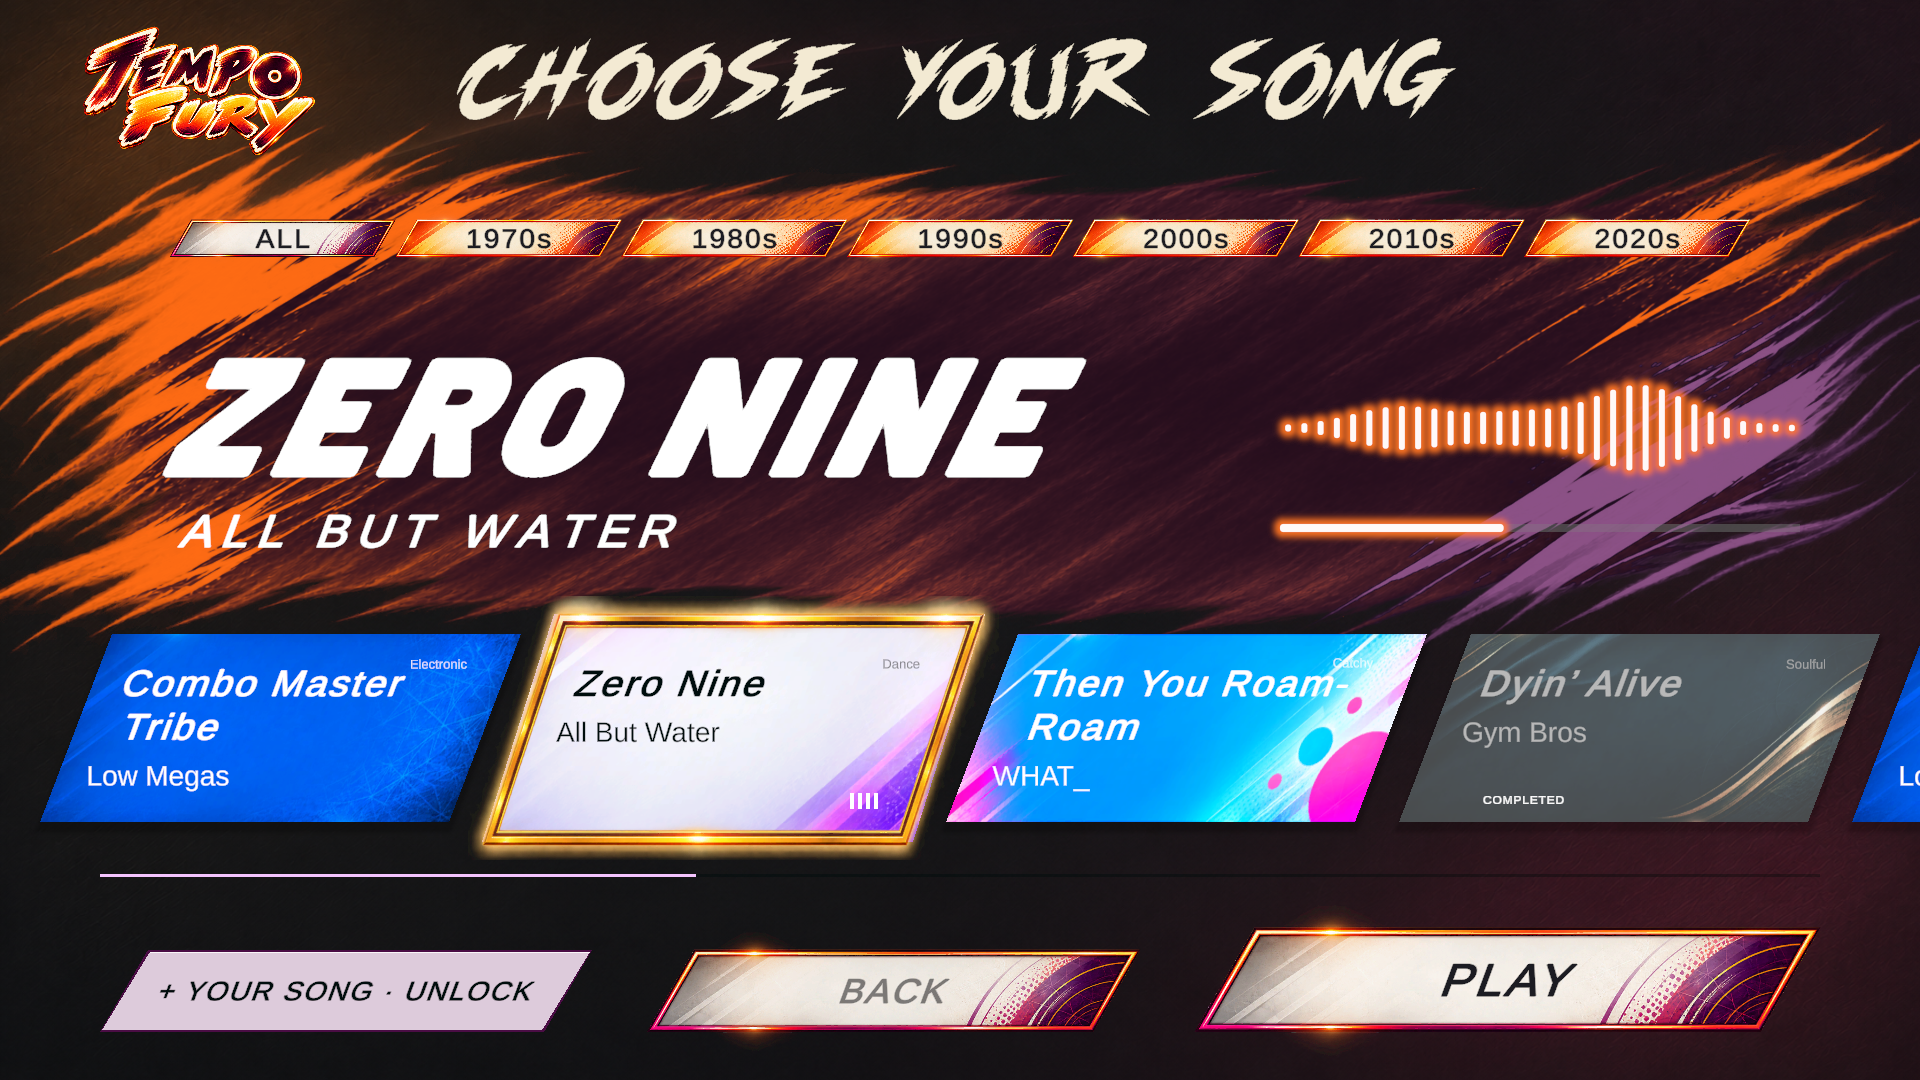 TEMPO
FURY
CHOOSE YOUR SONG
ALL
1970s
1980s
1990s
2000s
2010s
2020s
ZERO NINE
ALL BUT WATER
Combo Master
Tribe
Electronic
Low Megas
Zero Nine
Dance
All But Water
Then You Roam-
Roam
Catchy
WHAT_
Dyin’ Alive
Soulful
Gym Bros
COMPLETED
Lo
+ YOUR SONG · UNLOCK
BACK
PLAY